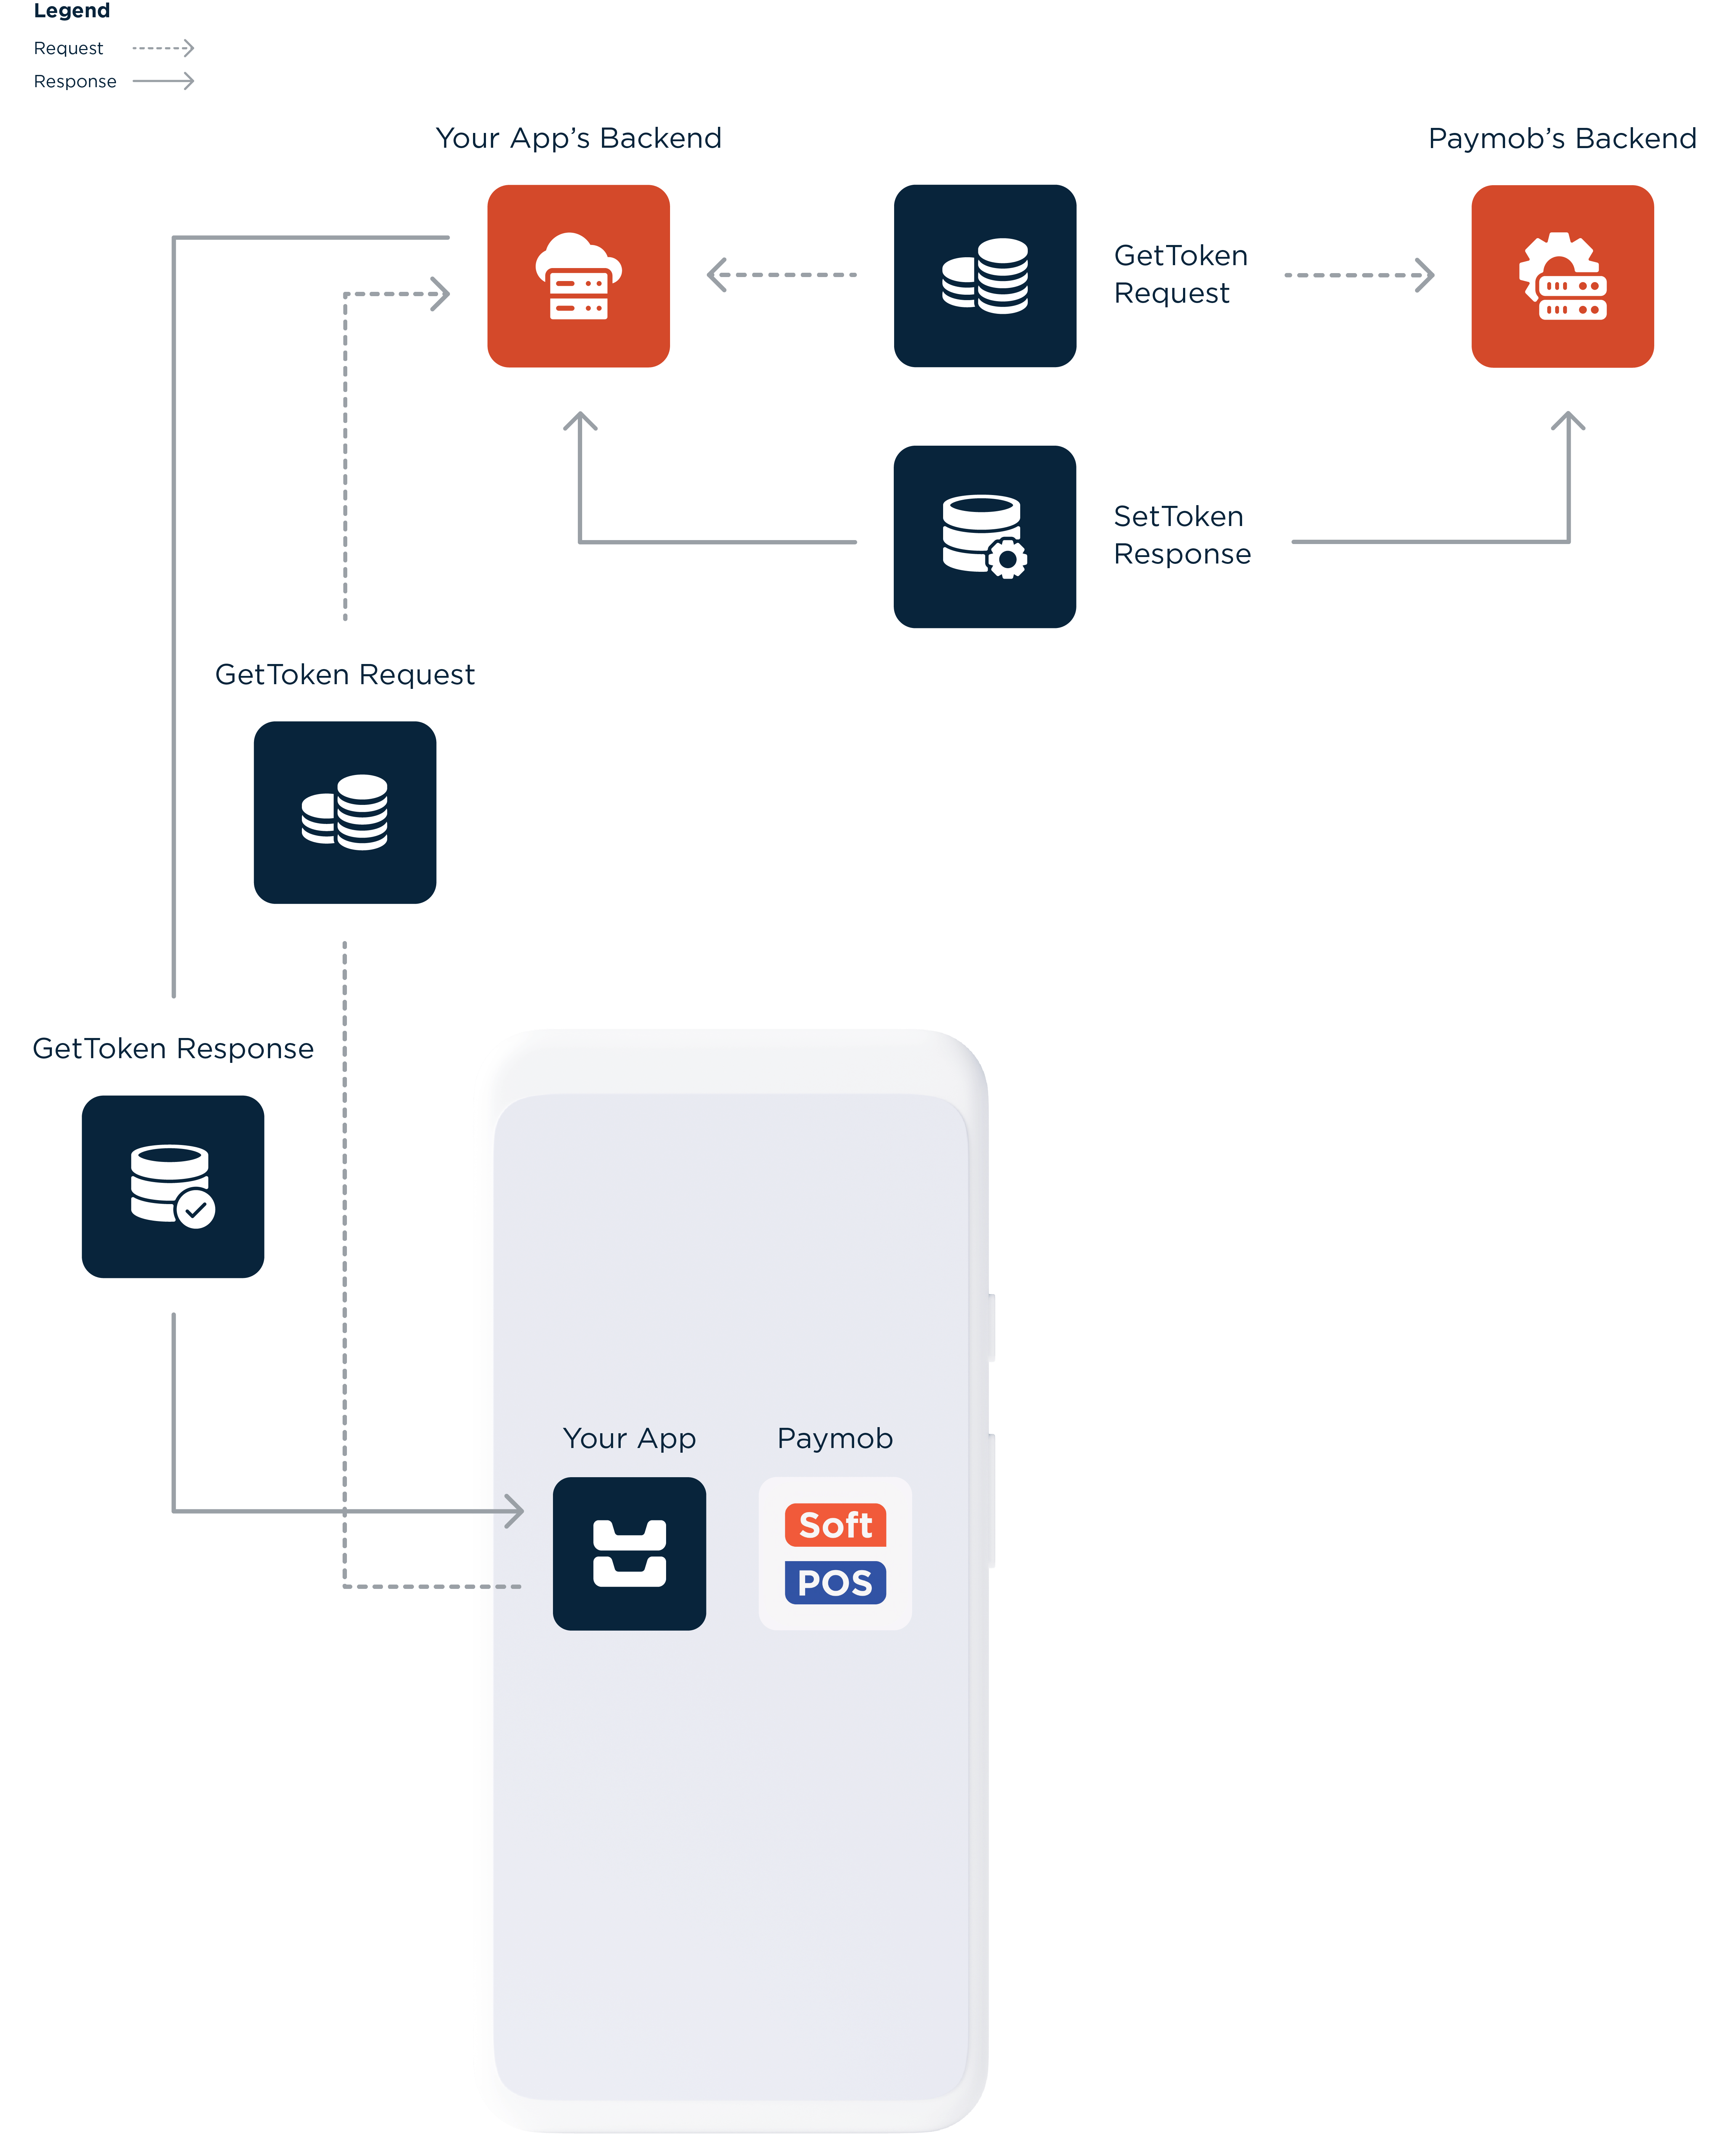 Legend
Request
Response
Your App’s Backend
Paymob’s Backend
GetToken
Request
SetToken
Response
GetToken Request
GetToken Response
Your App
Paymob
Soft
POS